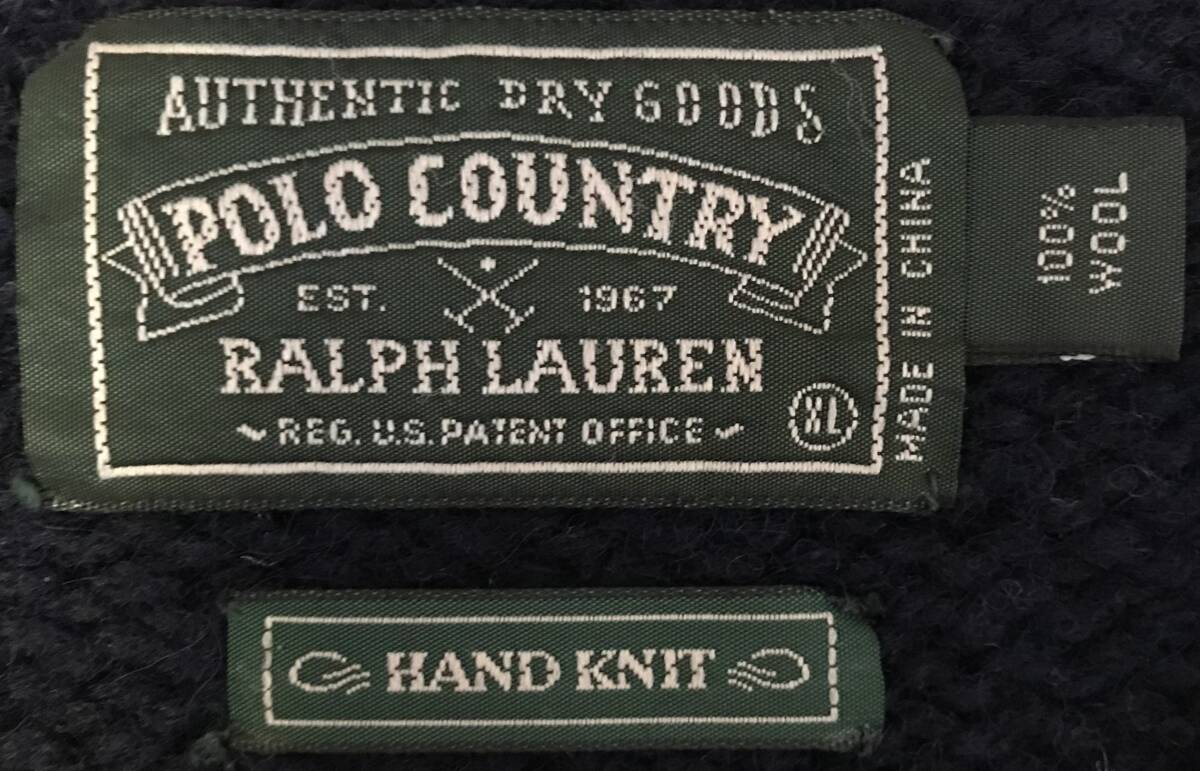 AUTHENTIC DRY GOODS
POLO COUNTRY
EST. 1967
RALPH LAUREN
REG. U.S. PATENT OFFICE
XL
MADE IN CHINA
100%
WOOL
HAND KNIT